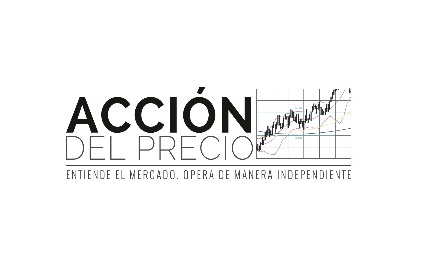 ACCIÓN
DEL PRECIO
ENTIENDE EL MERCADO. OPERA DE MANERA INDEPENDIENTE